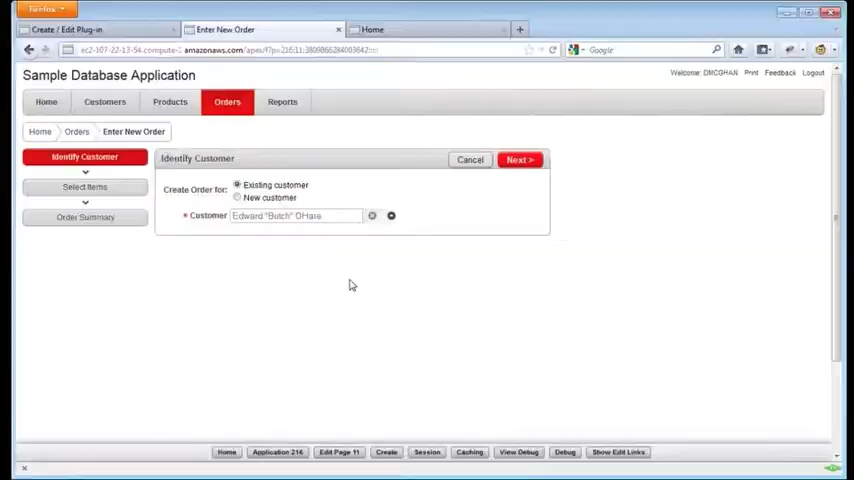 Firefox
Create / Edit Plug-in
Enter New Order
Home
amazonaws.com/apex/
Google
Sample Database Application
Welcome: DMCGHAN Print Feedback Logout
Home Customers Products Orders Reports
Home Orders Enter New Order
Identify Customer
Select Items
Order Summary
Identify Customer
Cancel
Next >
Create Order for:
Existing customer
New customer
* Customer
Edward "Butch" OHare
Home Application 216 Edit Page 11 Create Session Caching View Debug Debug Show Edit Links